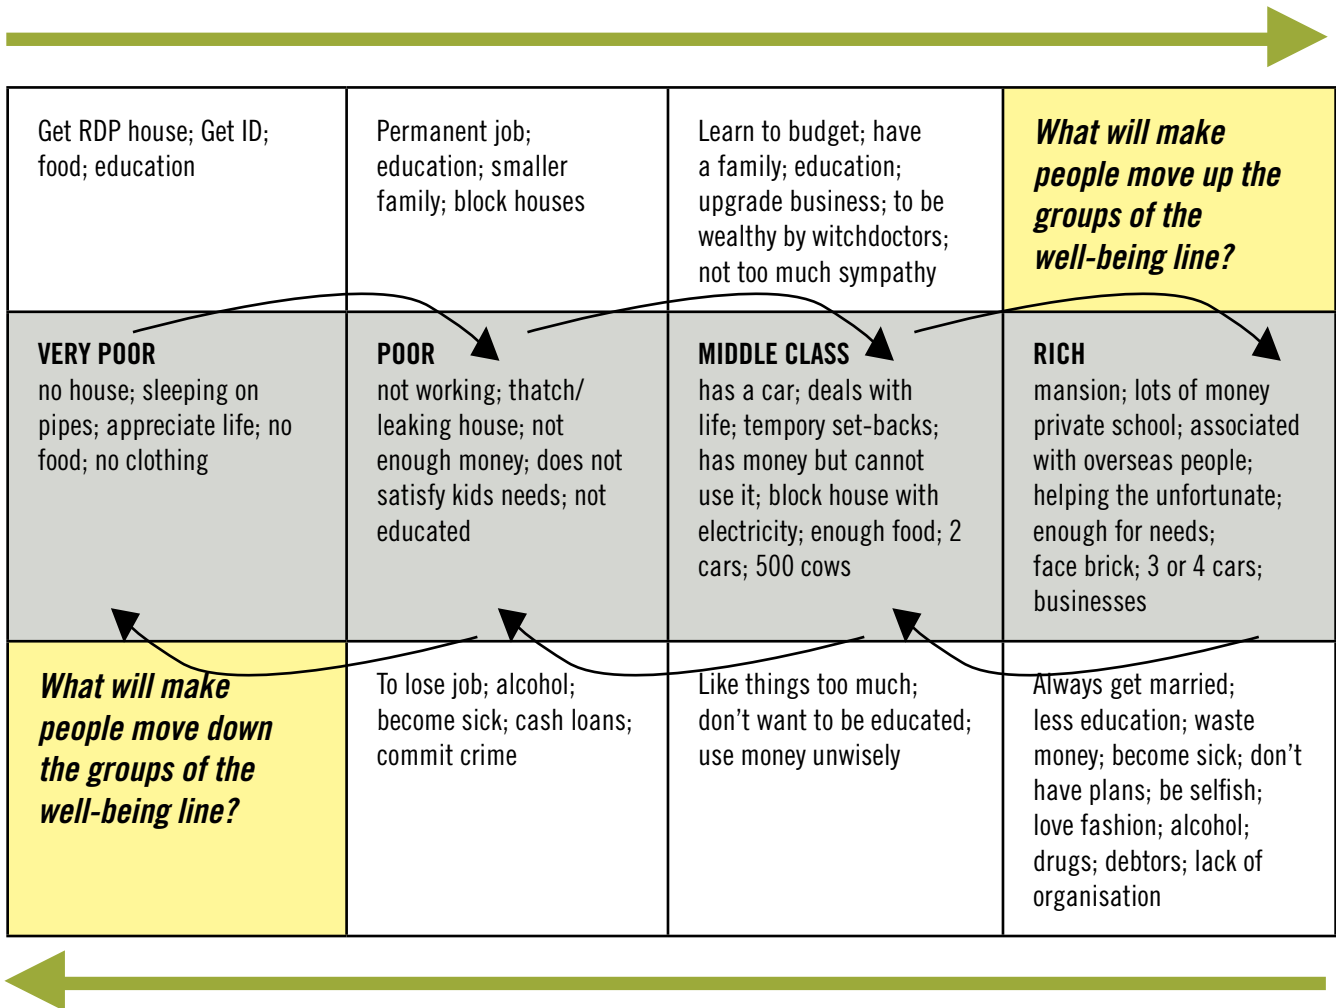 Get RDP house; Get ID;
food; education
Permanent job;
education; smaller
family; block houses
Learn to budget; have
a family; education;
upgrade business; to be
wealthy by witchdoctors;
not too much sympathy
What will make
people move up the
groups of the
well-being line?
VERY POOR
no house; sleeping on
pipes; appreciate life; no
food; no clothing
POOR
not working; thatch/
leaking house; not
enough money; does not
satisfy kids needs; not
educated
MIDDLE CLASS
has a car; deals with
life; tempory set-backs;
has money but cannot
use it; block house with
electricity; enough food; 2
cars; 500 cows
RICH
mansion; lots of money
private school; associated
with overseas people;
helping the unfortunate;
enough for needs;
face brick; 3 or 4 cars;
businesses
What will make
people move down
the groups of the
well-being line?
To lose job; alcohol;
become sick; cash loans;
commit crime
Like things too much;
don’t want to be educated;
use money unwisely
Always get married;
less education; waste
money; become sick; don’t
have plans; be selfish;
love fashion; alcohol;
drugs; debtors; lack of
organisation